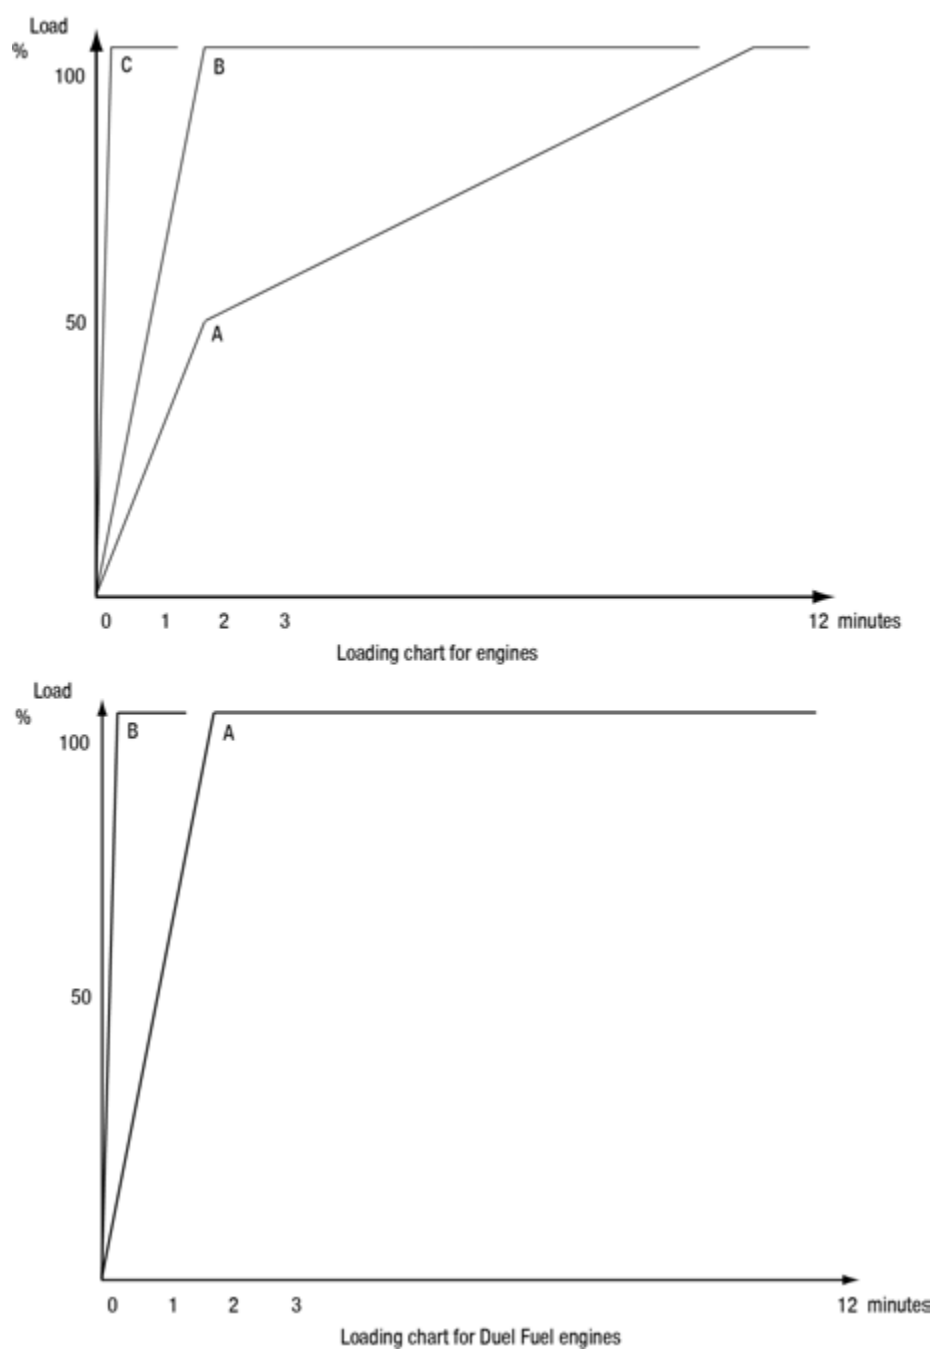 Load
%
C
B
100
50
A
0 1 2 3 12 minutes
Loading chart for engines
Load
%
B
A
100
50
0 1 2 3 12 minutes
Loading chart for Duel Fuel engines